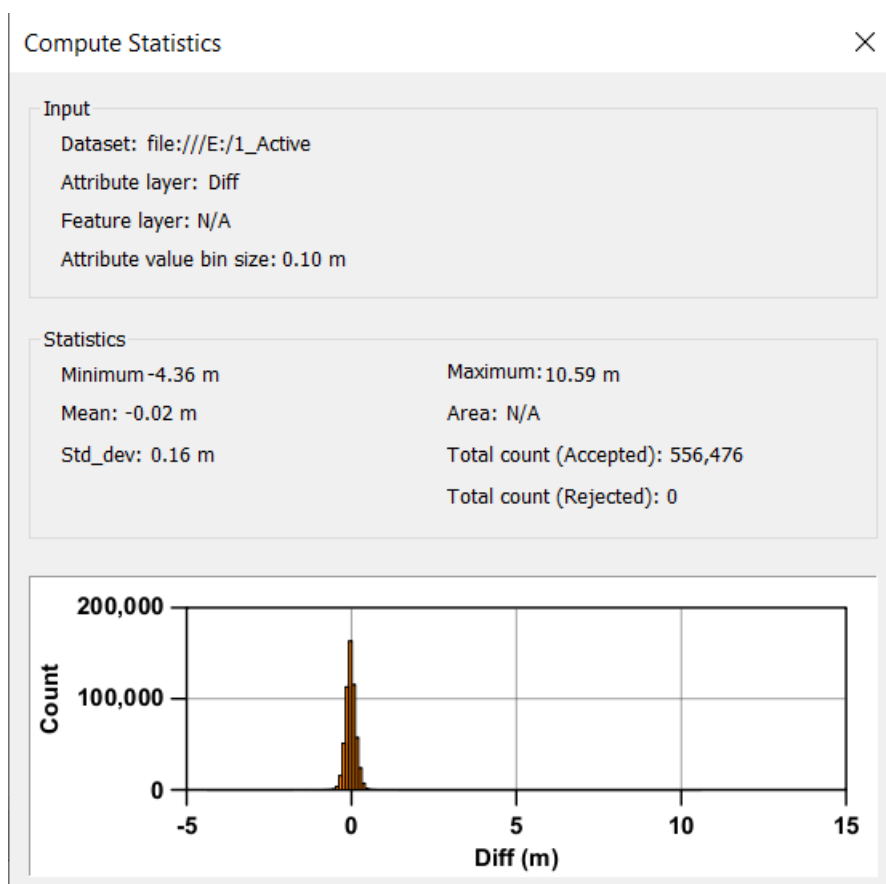 Compute Statistics
Input
Dataset: file:///E:/1_Active
Attribute layer: Diff
Feature layer: N/A
Attribute value bin size: 0.10 m
Statistics
Minimum -4.36 m
Maximum: 10.59 m
Mean: -0.02 m
Area: N/A
Std_dev: 0.16 m
Total count (Accepted): 556,476
Total count (Rejected): 0
200,000
100,000
0
Count
-5 0 5 10 15
Diff (m)